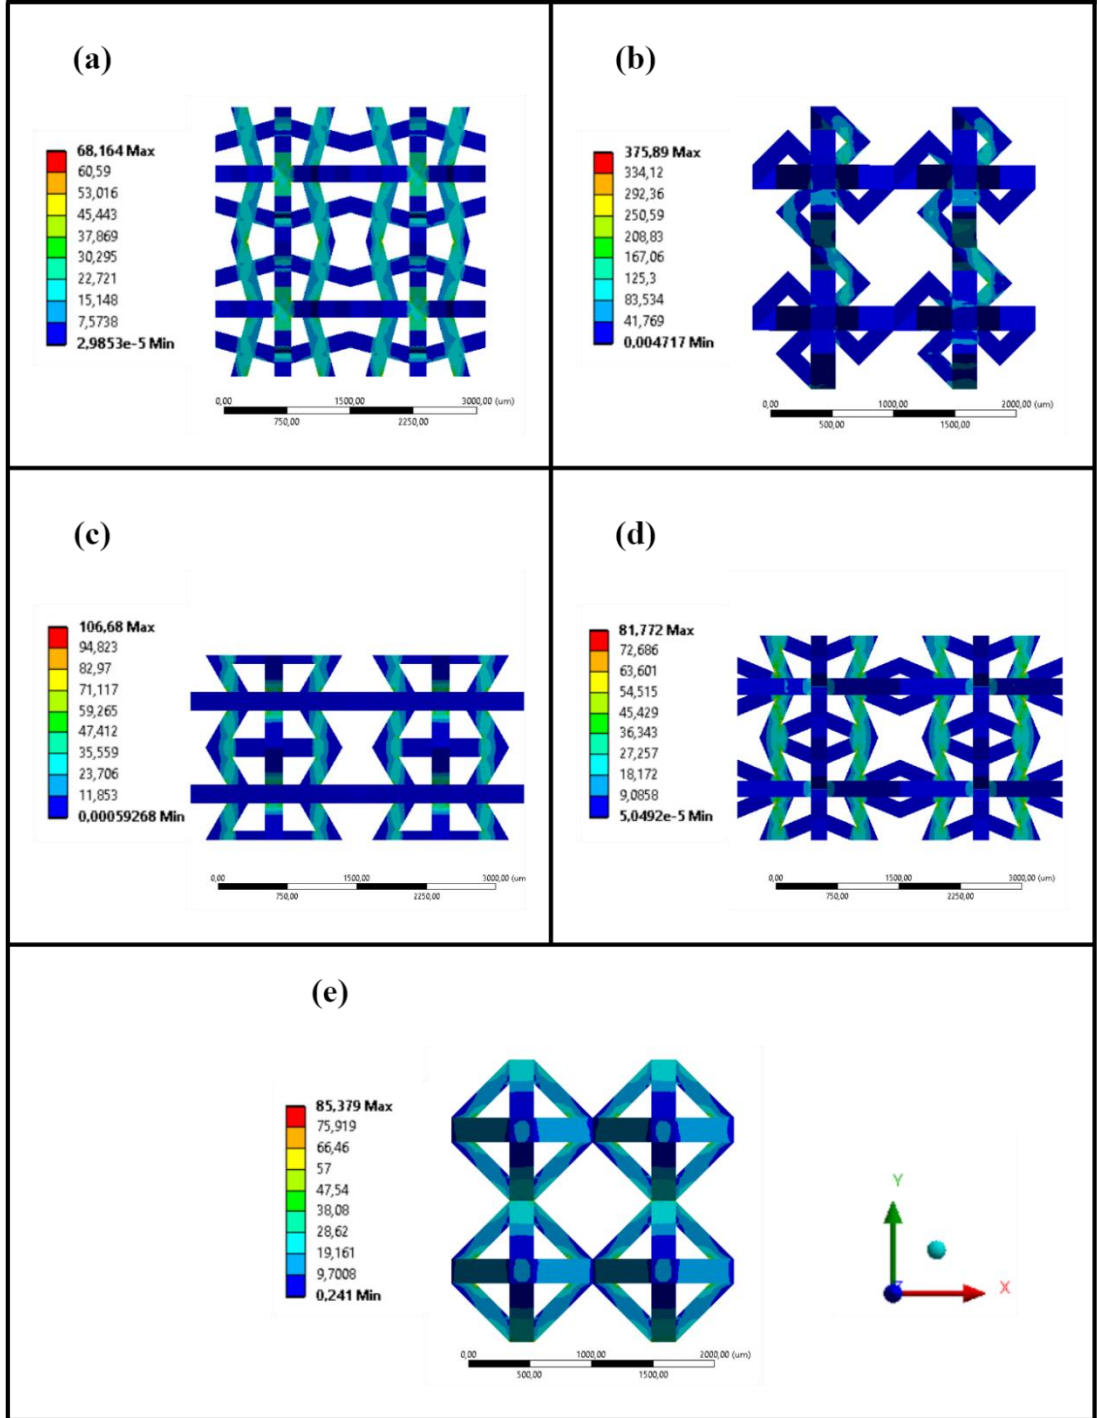 (a)
68,164 Max
60,59
53,016
45,443
37,869
30,295
22,721
15,148
7,5738
2,9853e-5 Min
0,00 1500,00 3000,00 (um)
750,00 2250,00
(b)
375,89 Max
334,12
292,36
250,59
208,83
167,06
125,3
83,534
41,769
0,004717 Min
0,00 1000,00 2000,00 (um)
500,00 1500,00
(c)
106,68 Max
94,823
82,97
71,117
59,265
47,412
35,559
23,706
11,853
0,00059268 Min
0,00 1500,00 3000,00 (um
750,00 2250,00
(d)
81,772 Max
72,686
63,601
54,515
45,429
36,343
27,257
18,172
9,0858
5,0492e-5 Min
0,00 1500,00 3000,00 (um)
750,00 2250,00
(e)
85,379 Max
75,919
66,46
57
47,54
38,08
28,62
19,161
9,7008
0,241 Min
0,00 1000,00 2000,00 (um)
500,00 1500,00
Y
Z X